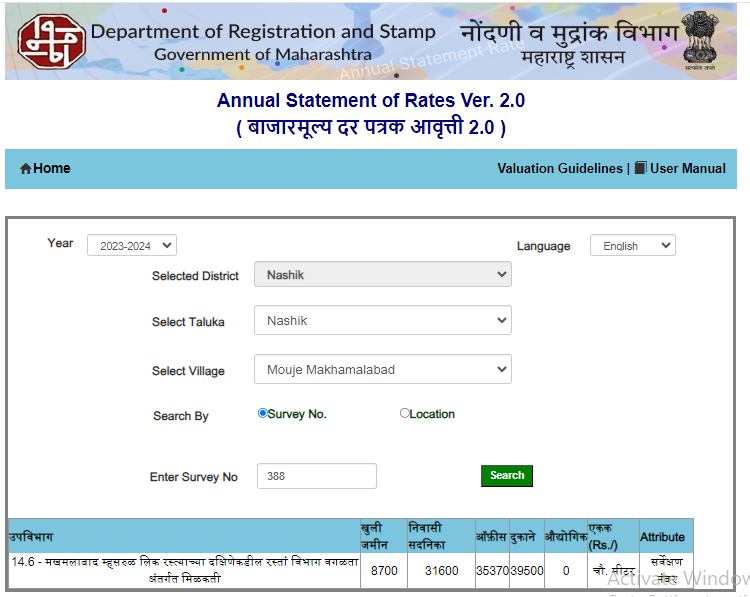 Department of Registration and Stamp
Government of Maharashtra
नोंदणी व मुद्रांक विभाग
महाराष्ट्र शासन
Annual Statement Rate
Annual Statement of Rates Ver. 2.0
( बाजारमूल्य दर पत्रक आवृत्ती 2.0 )
Home
Valuation Guidelines | User Manual
Year 2023-2024 Language English
Selected District Nashik
Select Taluka Nashik
Select Village Mouje Makhamalabad
Search By Survey No. Location
Enter Survey No 388 Search
उपविभाग खुली जमीन निवासी सदनिका ऑफ़ीस दुकाने औद्योगिक एकक (Rs./) Attribute
14.6 - मखमलाबाद म्हसरुळ लिंक रस्त्याच्या दक्षिणेकडील रस्तां विभाग वगळता
अंतर्गत मिळकती
8700 31600 35370 39500 0 चौ. मीटर सर्वेक्षण नंबर
Activate Window